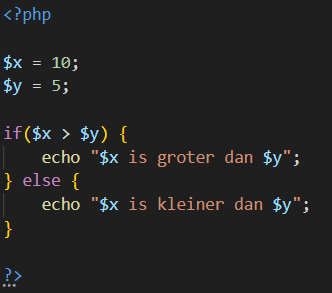 <?php
$x = 10;
$y = 5;
if($x > $y) {
    echo "$x is groter dan $y";
} else {
    echo "$x is kleiner dan $y";
}
?>